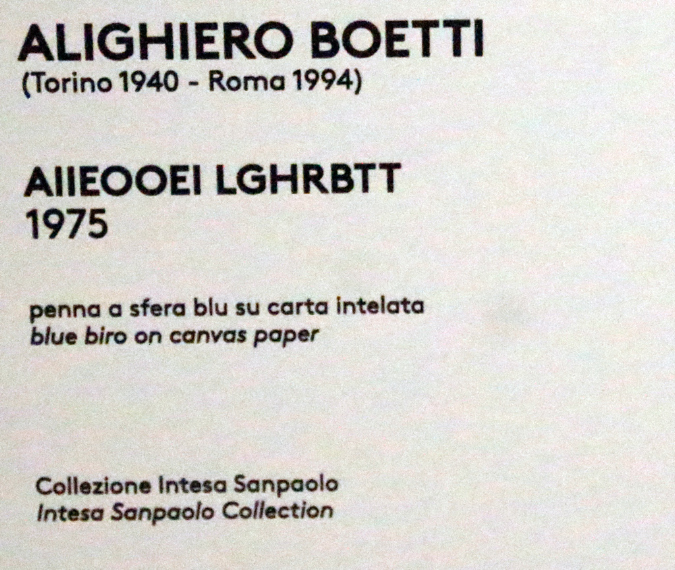 ALIGHIERO BOETTI
(Torino 1940 - Roma 1994)
AIIEOOEI LGHRBTT
1975
penna a sfera blu su carta intelata
blue biro on canvas paper
Collezione Intesa Sanpaolo
Intesa Sanpaolo Collection